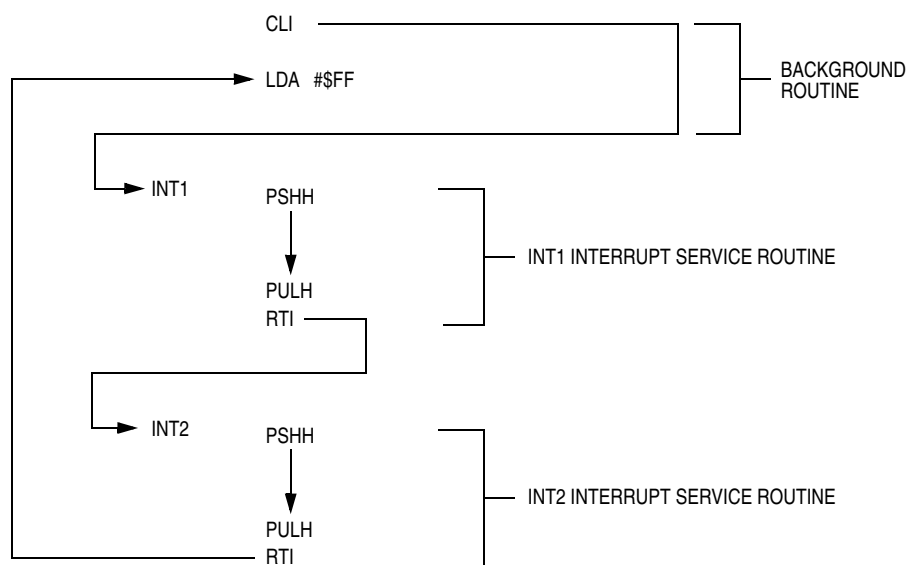 CLI
LDA #$FF
BACKGROUND
ROUTINE
INT1
PSHH
INT1 INTERRUPT SERVICE ROUTINE
PULH
RTI
INT2
PSHH
INT2 INTERRUPT SERVICE ROUTINE
PULH
RTI